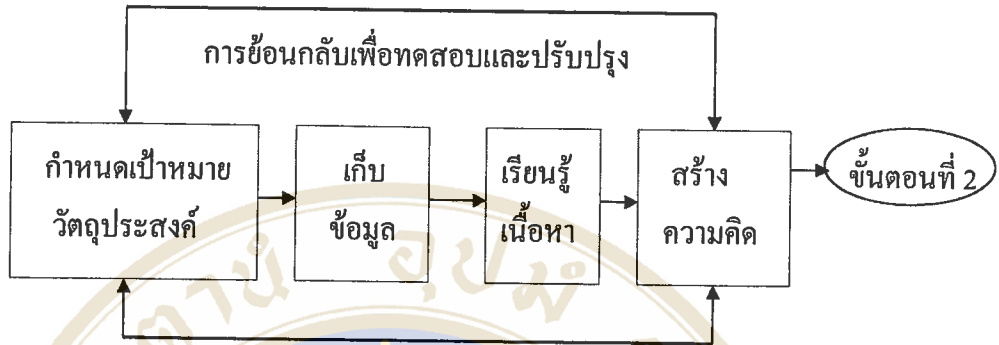 การย้อนกลับเพื่อทดสอบและปรับปรุง
กำหนดเป้าหมาย
วัตถุประสงค์
เก็บ
ข้อมูล
เรียนรู้
เนื้อหา
สร้าง
ความคิด
ขั้นตอนที่ 2